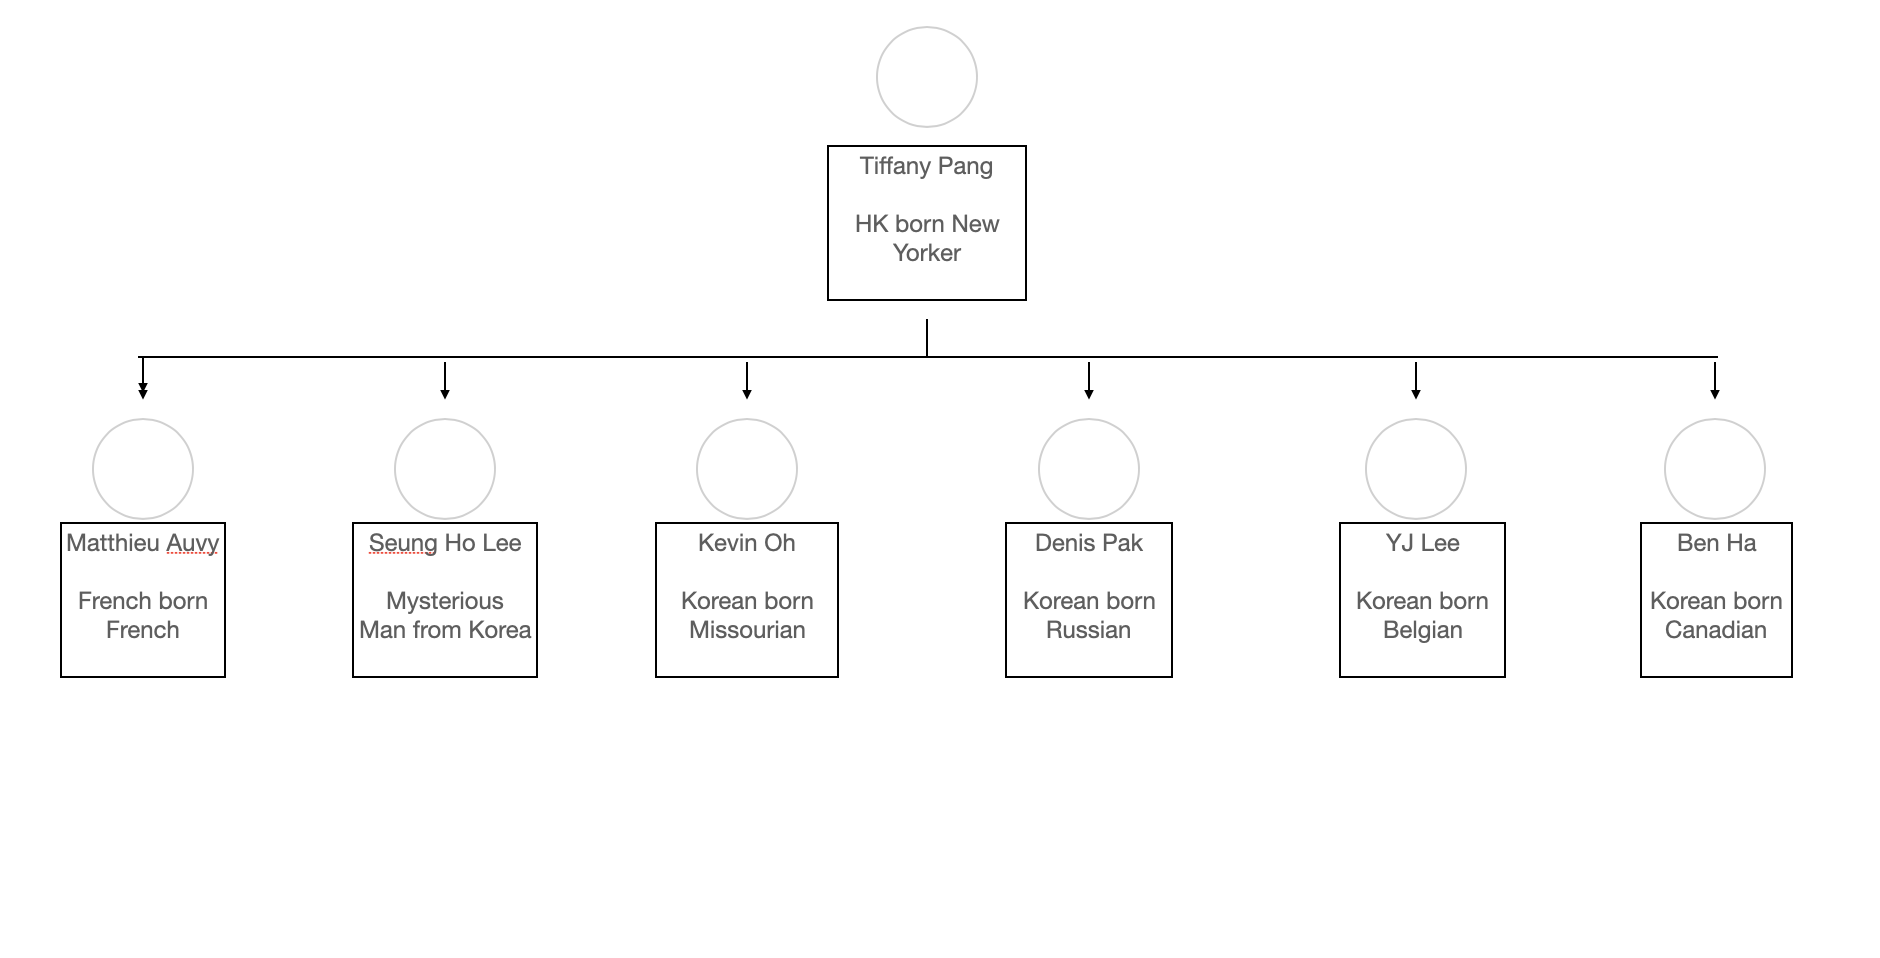 Tiffany Pang
HK born New
Yorker
Matthieu Auvy
French born
French
Seung Ho Lee
Mysterious
Man from Korea
Kevin Oh
Korean born
Missourian
Denis Pak
Korean born
Russian
YJ Lee
Korean born
Belgian
Ben Ha
Korean born
Canadian